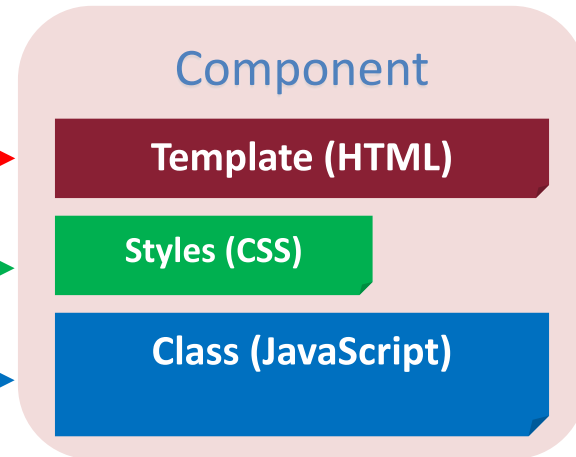 Component
Template (HTML)
Styles (CSS)
Class (JavaScript)